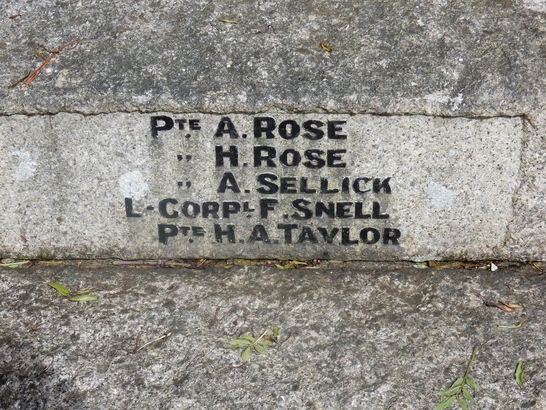 PTE A. ROSE
" H. ROSE
" A. SELLICK
L-CORPL F. SNELL
PTE H. A. TAYLOR